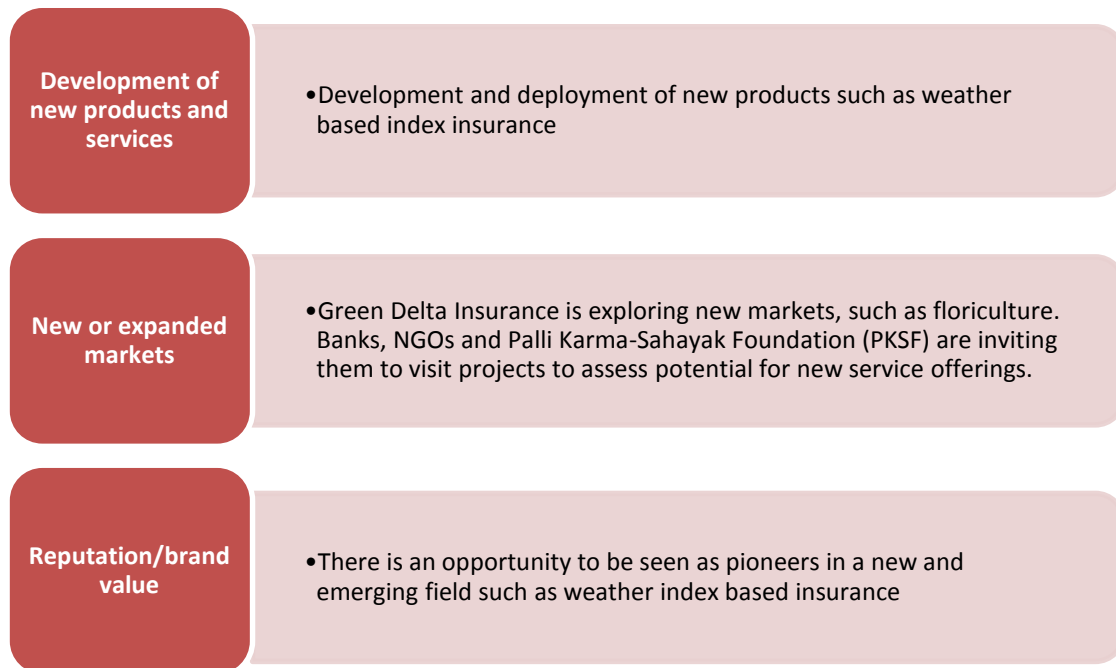 Development of
new products and
services
•Development and deployment of new products such as weather
based index insurance
New or expanded
markets
•Green Delta Insurance is exploring new markets, such as floriculture.
Banks, NGOs and Palli Karma-Sahayak Foundation (PKSF) are inviting
them to visit projects to assess potential for new service offerings.
Reputation/brand
value
•There is an opportunity to be seen as pioneers in a new and
emerging field such as weather index based insurance